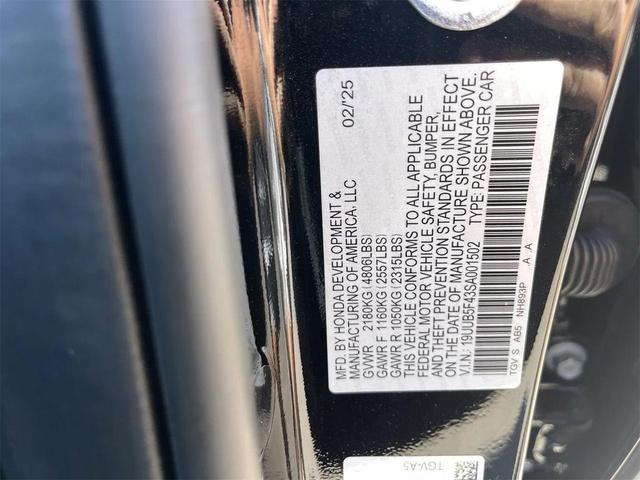 MFD. BY HONDA DEVELOPMENT & 02/'25
MANUFACTURING OF AMERICA, LLC
GVWR 2180KG(4806LBS)
GAWR F 1160KG(2557LBS)
GAWR R 1050KG(2315LBS)
THIS VEHICLE CONFORMS TO ALL APPLICABLE
FEDERAL MOTOR VEHICLE SAFETY, BUMPER,
AND THEFT PREVENTION STANDARDS IN EFFECT
ON THE DATE OF MANUFACTURE SHOWN ABOVE.
V.I.N: 19UUB5F43SA001502 TYPE: PASSENGER CAR
TGV S AB5 NH893P A A
TGV-A5